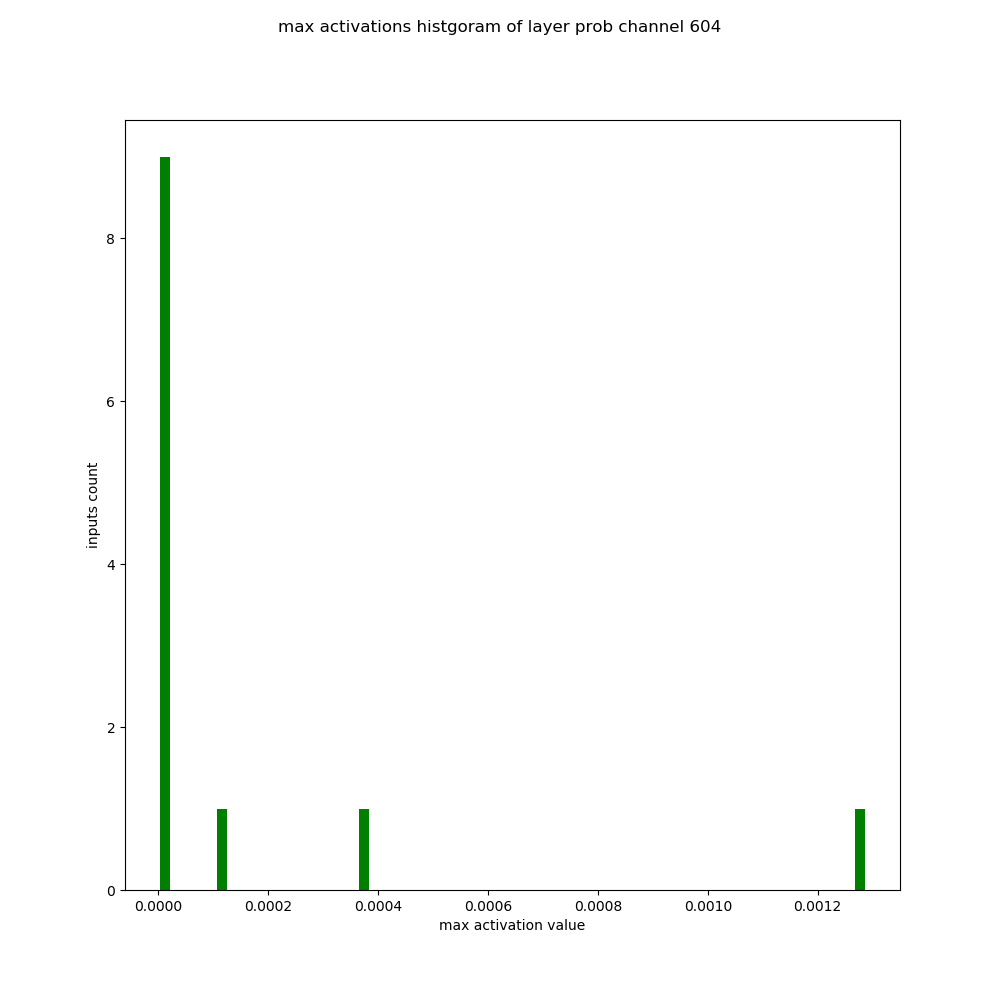 max activations histgoram of layer prob channel 604
8
6
4
2
0
inputs count
0.0000 0.0002 0.0004 0.0006 0.0008 0.0010 0.0012
max activation value